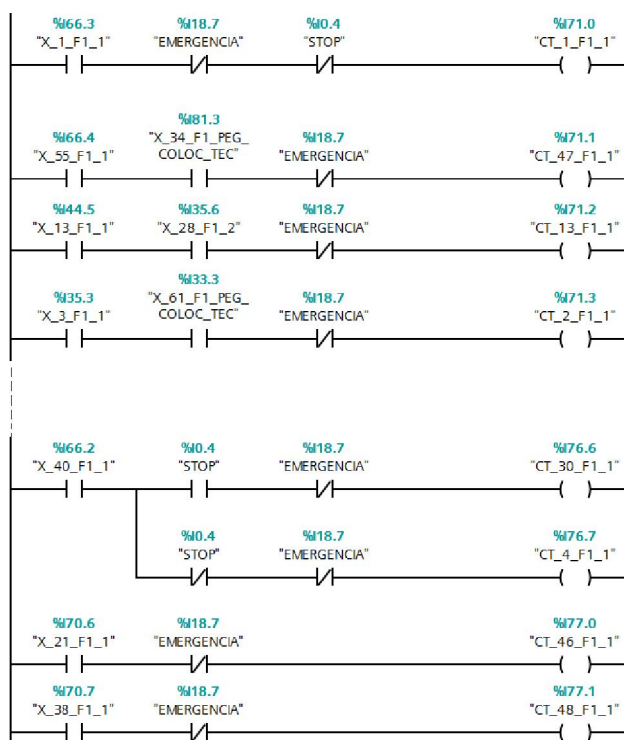 %I66.3 %I18.7 %I0.4 %I71.0
"X_1_F1_1" "EMERGENCIA" "STOP" "CT_1_F1_1"
%I81.3
%I66.4 "X_34_F1_PEG_ %I18.7 %I71.1
"X_55_F1_1" COLOC_TEC" "EMERGENCIA" "CT_47_F1_1"
%I44.5 %I35.6 %I18.7 %I71.2
"X_13_F1_1" "X_28_F1_2" "EMERGENCIA" "CT_13_F1_1"
%I33.3
%I35.3 "X_61_F1_PEG_ %I18.7 %I71.3
"X_3_F1_1" COLOC_TEC" "EMERGENCIA" "CT_2_F1_1"
%I66.2 %I0.4 %I18.7 %I76.6
"X_40_F1_1" "STOP" "EMERGENCIA" "CT_30_F1_1"
%I0.4 %I18.7 %I76.7
"STOP" "EMERGENCIA" "CT_4_F1_1"
%I70.6 %I18.7 %I77.0
"X_21_F1_1" "EMERGENCIA" "CT_46_F1_1"
%I70.7 %I18.7 %I77.1
"X_38_F1_1" "EMERGENCIA" "CT_48_F1_1"